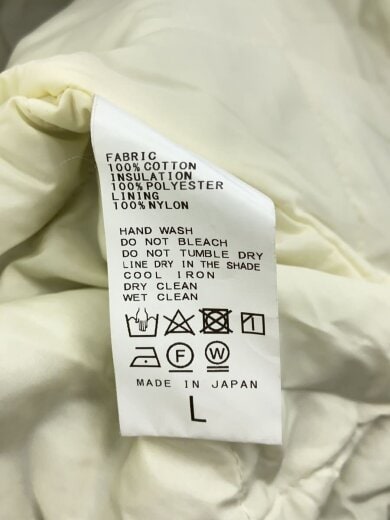 FABRIC
100% COTTON
INSULATION
100% POLYESTER
LINING
100% NYLON
HAND WASH
DO NOT BLEACH
DO NOT TUMBLE DRY
LINE DRY IN THE SHADE
COOL IRON
DRY CLEAN
WET CLEAN
F W
MADE IN JAPAN
L